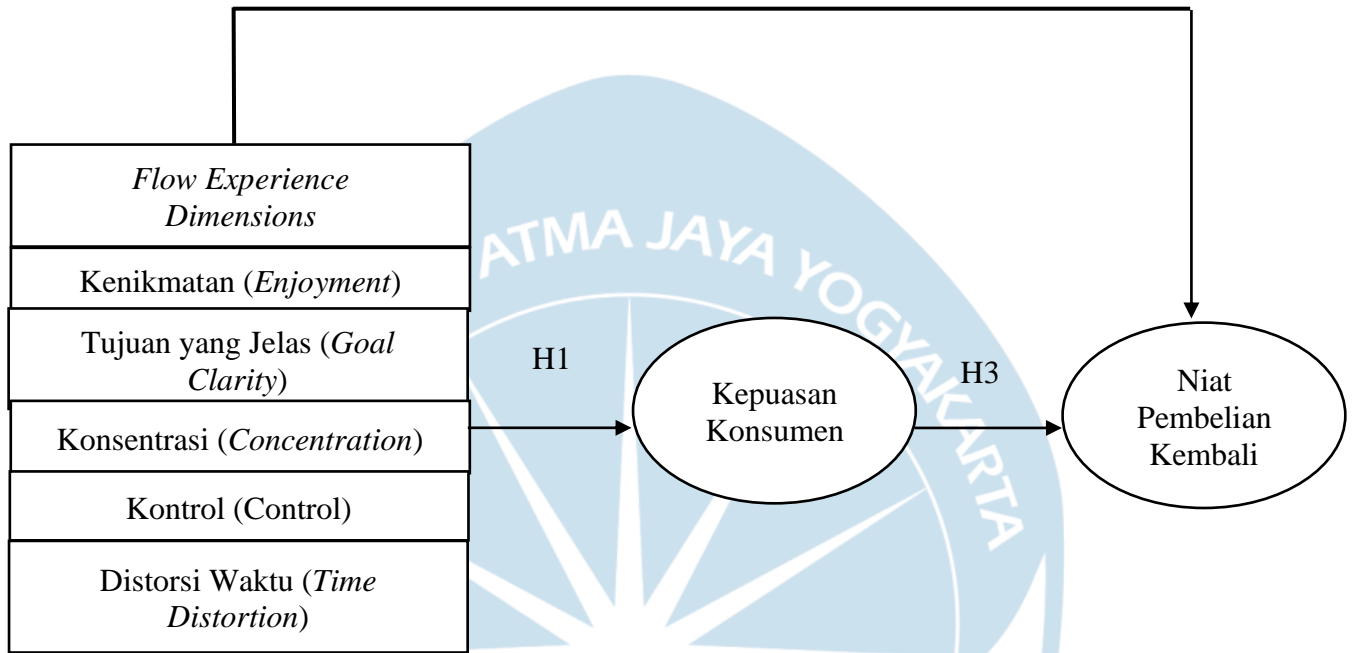 Flow Experience
Dimensions
Kenikmatan (Enjoyment)
Tujuan yang Jelas (Goal
Clarity)
Konsentrasi (Concentration)
Kontrol (Control)
Distorsi Waktu (Time
Distortion)
H1
Kepuasan
Konsumen
H3
Niat
Pembelian
Kembali
ATMA JAYA YOGYAKARTA